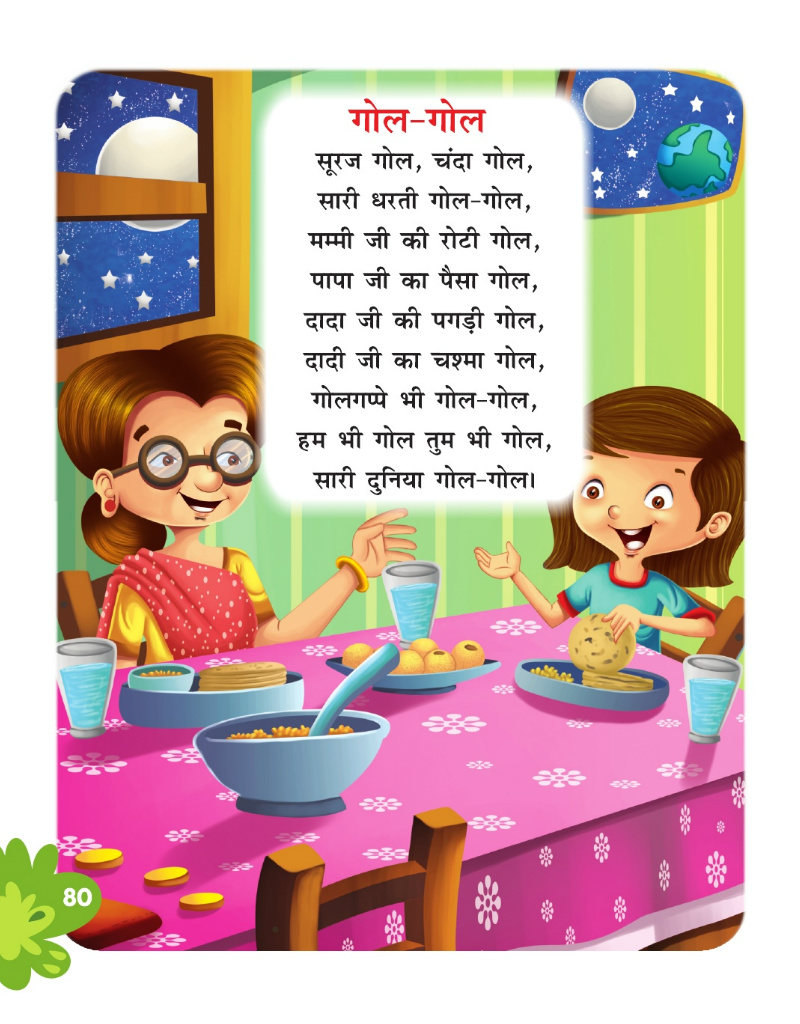 गोल-गोल
सूरज गोल, चंदा गोल,
सारी धरती गोल-गोल,
मम्मी जी की रोटी गोल,
पापा जी का पैसा गोल,
दादा जी की पगड़ी गोल,
दादी जी का चश्मा गोल,
गोलगप्पे भी गोल-गोल,
हम भी गोल तुम भी गोल,
सारी दुनिया गोल-गोल।
80